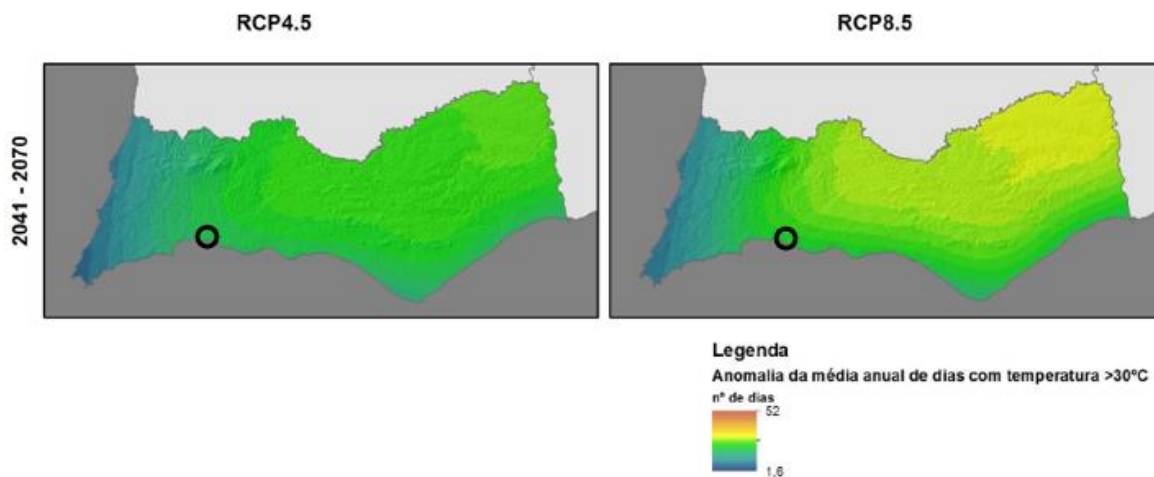 RCP4.5
RCP8.5
2041 - 2070
Legenda
Anomalia da média anual de dias com temperatura >30ºC
nº de dias
52
1.6